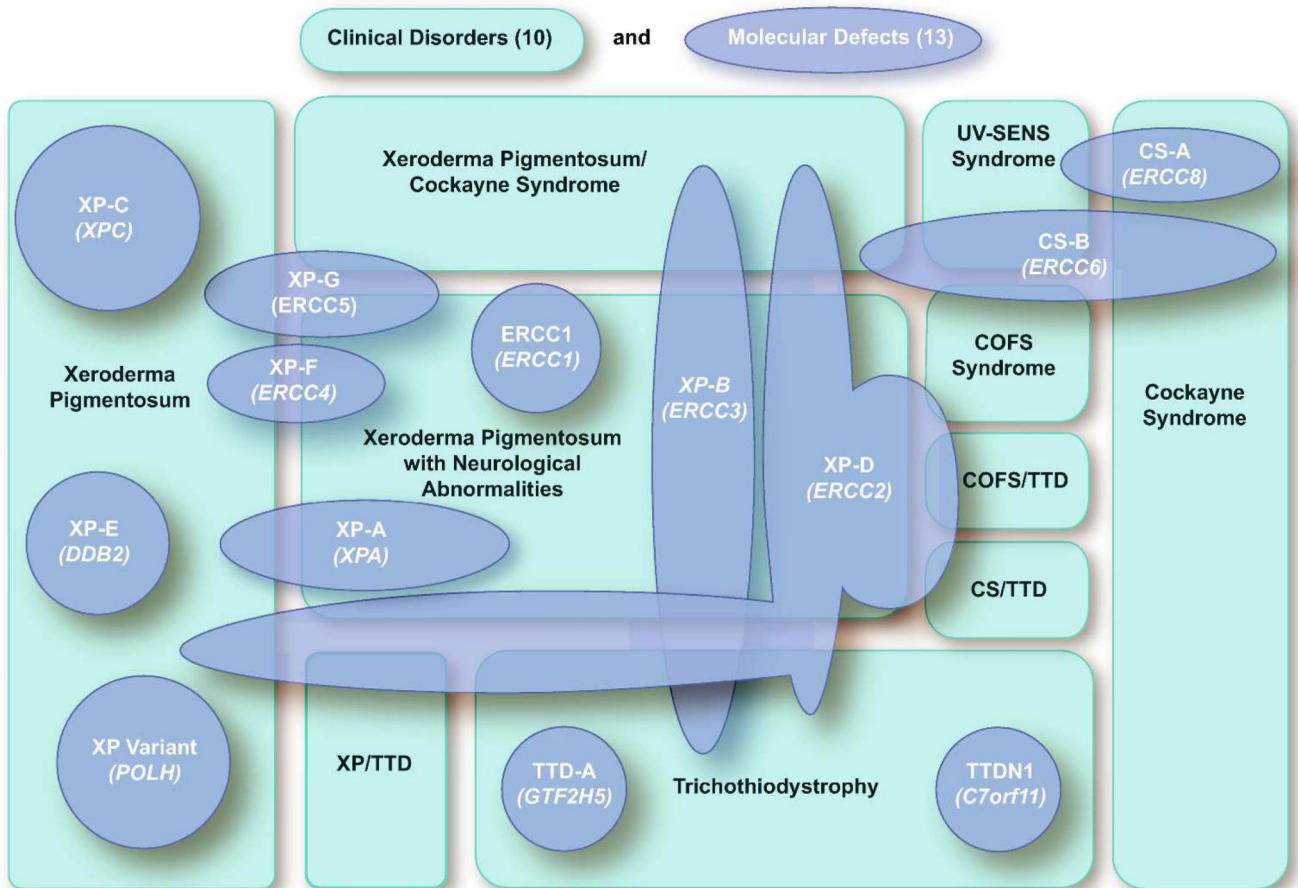 Clinical Disorders (10)
and
Molecular Defects (13)
XP-C
(XPC)
Xeroderma Pigmentosum/
Cockayne Syndrome
UV-SENS
Syndrome
CS-A
(ERCC8)
CS-B
(ERCC6)
XP-G
(ERCC5)
ERCC1
(ERCC1)
XP-F
(ERCC4)
Xeroderma
Pigmentosum
XP-B
(ERCC3)
COFS
Syndrome
Cockayne
Syndrome
Xeroderma Pigmentosum
with Neurological
Abnormalities
XP-D
(ERCC2)
COFS/TTD
XP-E
(DDB2)
XP-A
(XPA)
CS/TTD
XP Variant
(POLH)
XP/TTD
TTD-A
(GTF2H5)
Trichothiodystrophy
TTDN1
(C7orf11)